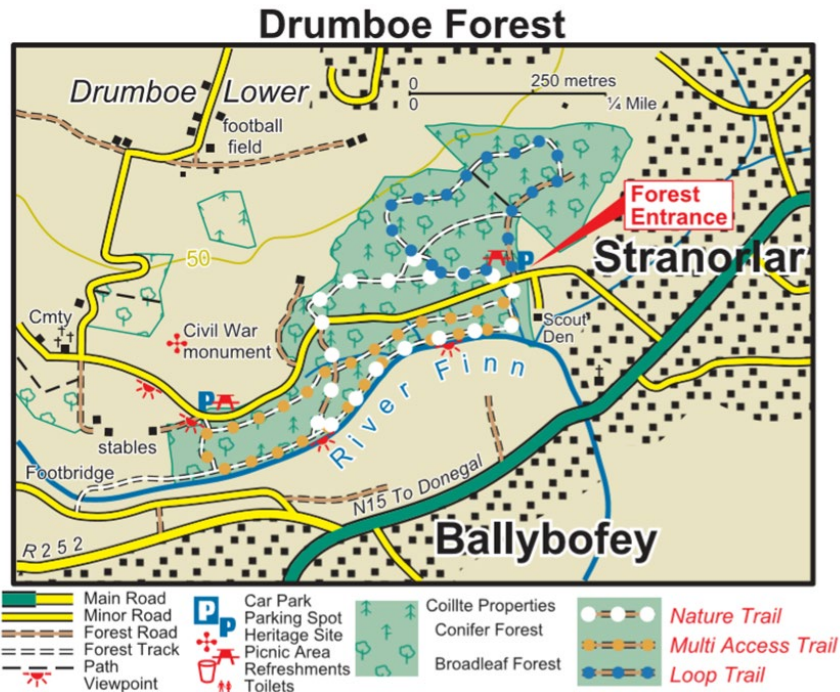 Drumboe Forest
0 250 metres
0 ¼ Mile
Drumboe Lower
football
field
Forest
Entrance
50
P
Stranorlar
Cmty
Civil War
monument
Scout
Den
P
River Finn
stables
Footbridge
N15 To Donegal
R252
Ballybofey
Main Road
Minor Road
Forest Road
Forest Track
Path
Viewpoint
P
P
Car Park
Parking Spot
Heritage Site
Picnic Area
Refreshments
Toilets
Coillte Properties
Conifer Forest
Broadleaf Forest
Nature Trail
Multi Access Trail
Loop Trail